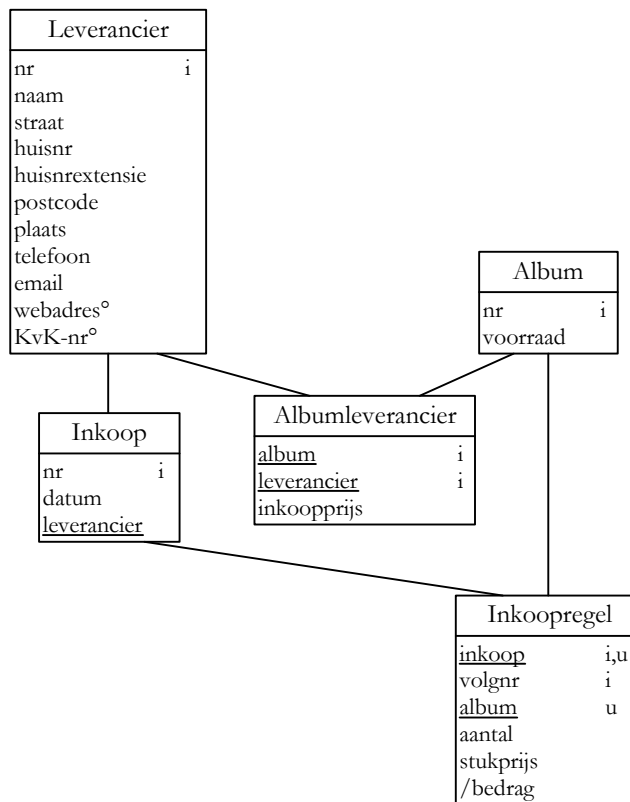 Leverancier
nr i
naam
straat
huisnr
huisnrextensie
postcode
plaats
telefoon
email
webadres°
KvK-nr°
Album
nr i
voorraad
Inkoop
nr i
datum
leverancier
Albumleverancier
album i
leverancier i
inkoopprijs
Inkoopregel
inkoop i,u
volgnr i
album u
aantal
stukprijs
/bedrag